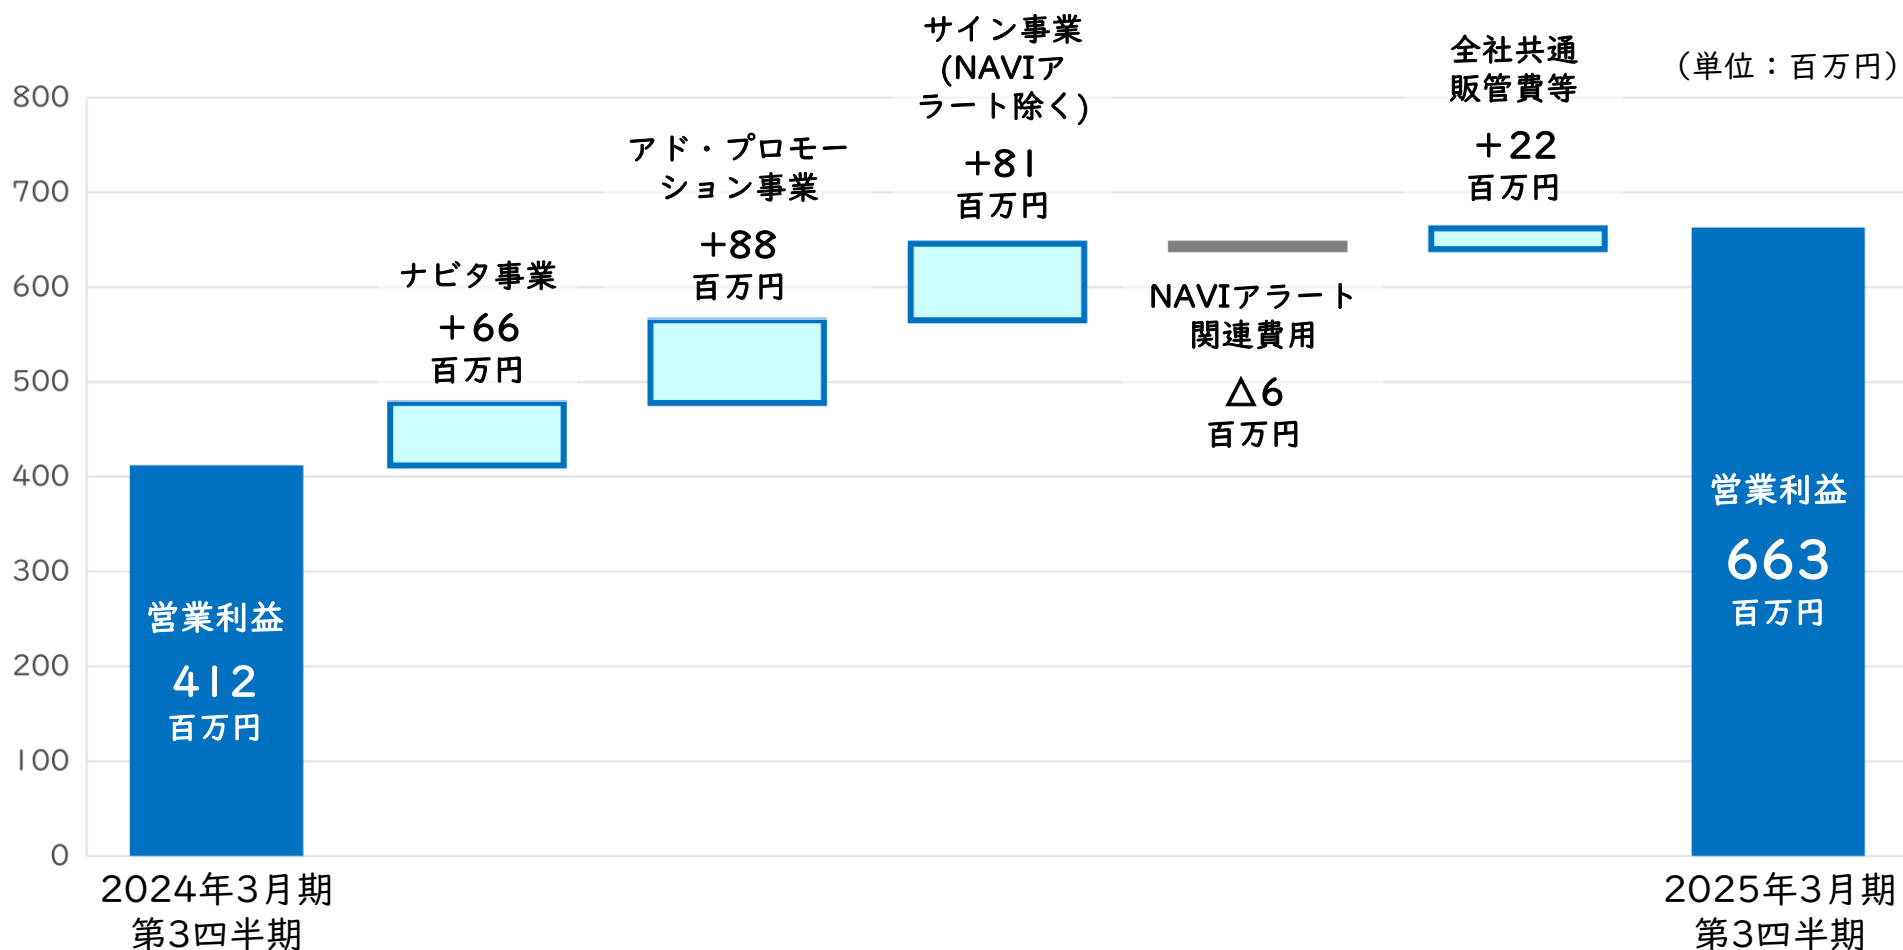 (単位：百万円)
800
700
600
500
400
300
200
100
0
営業利益
412
百万円
2024年3月期
第3四半期
ナビタ事業
+66
百万円
アド・プロモー
ション事業
+88
百万円
サイン事業
(NAVIア
ラート除く)
+81
百万円
NAVIアラート
関連費用
△6
百万円
全社共通
販管費等
+22
百万円
営業利益
663
百万円
2025年3月期
第3四半期